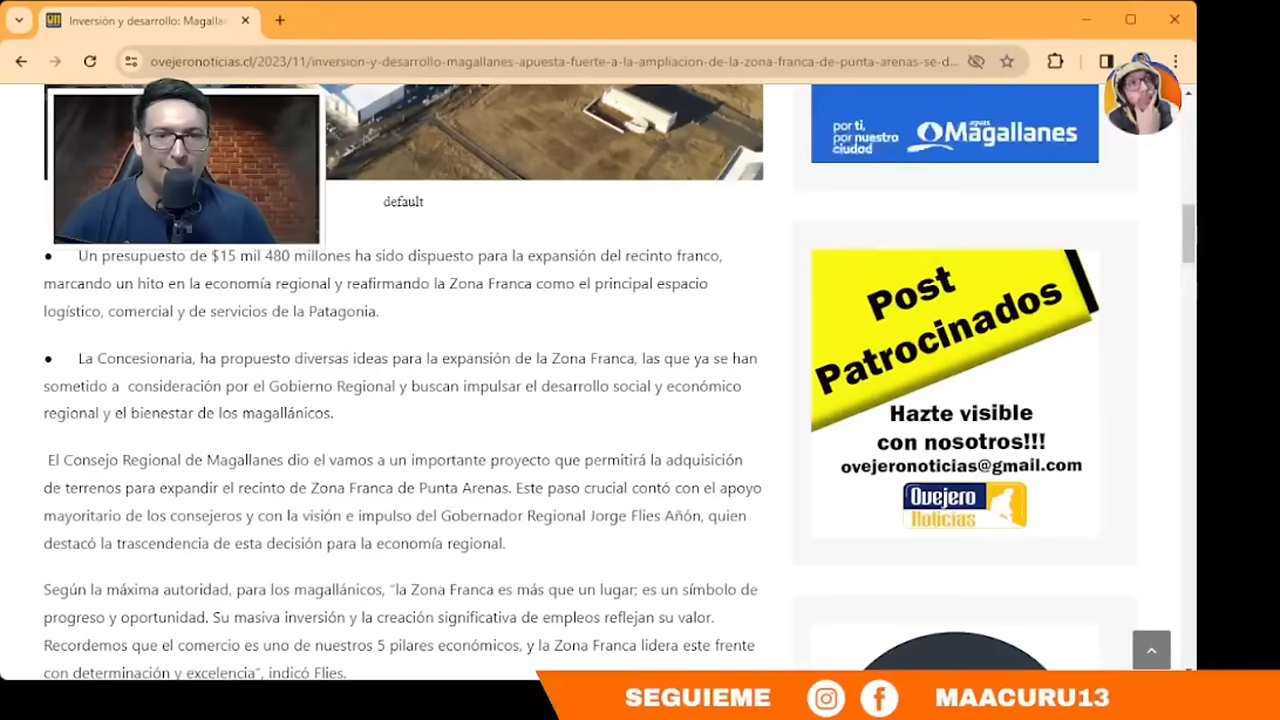 Inversión y desarrollo: Magallan
ovejeronoticias.cl/2023/11/inversion-y-desarrollo-magallanes-apuesta-fuerte-a-la-ampliacion-de-la-zona-franca-de-punta-arenas-se-d...
default
• Un presupuesto de $15 mil 480 millones ha sido dispuesto para la expansión del recinto franco,
marcando un hito en la economía regional y reafirmando la Zona Franca como el principal espacio
logístico, comercial y de servicios de la Patagonia.
• La Concesionaria, ha propuesto diversas ideas para la expansión de la Zona Franca, las que ya se han
sometido a consideración por el Gobierno Regional y buscan impulsar el desarrollo social y económico
regional y el bienestar de los magallánicos.
El Consejo Regional de Magallanes dio el vamos a un importante proyecto que permitirá la adquisición
de terrenos para expandir el recinto de Zona Franca de Punta Arenas. Este paso crucial contó con el apoyo
mayoritario de los consejeros y con la visión e impulso del Gobernador Regional Jorge Flies Añón, quien
destacó la trascendencia de esta decisión para la economía regional.
Según la máxima autoridad, para los magallánicos, “la Zona Franca es más que un lugar; es un símbolo de
progreso y oportunidad. Su masiva inversión y la creación significativa de empleos reflejan su valor.
Recordemos que el comercio es uno de nuestros 5 pilares económicos, y la Zona Franca lidera este frente
con determinación y excelencia”, indicó Flies.
por ti,
por nuestra
ciudad
aguas
Magallanes
Post
Patrocinados
Hazte visible
con nosotros!!!
ovejeronoticias@gmail.com
Ovejero
Noticias
SEGUIEME
MAACURU13